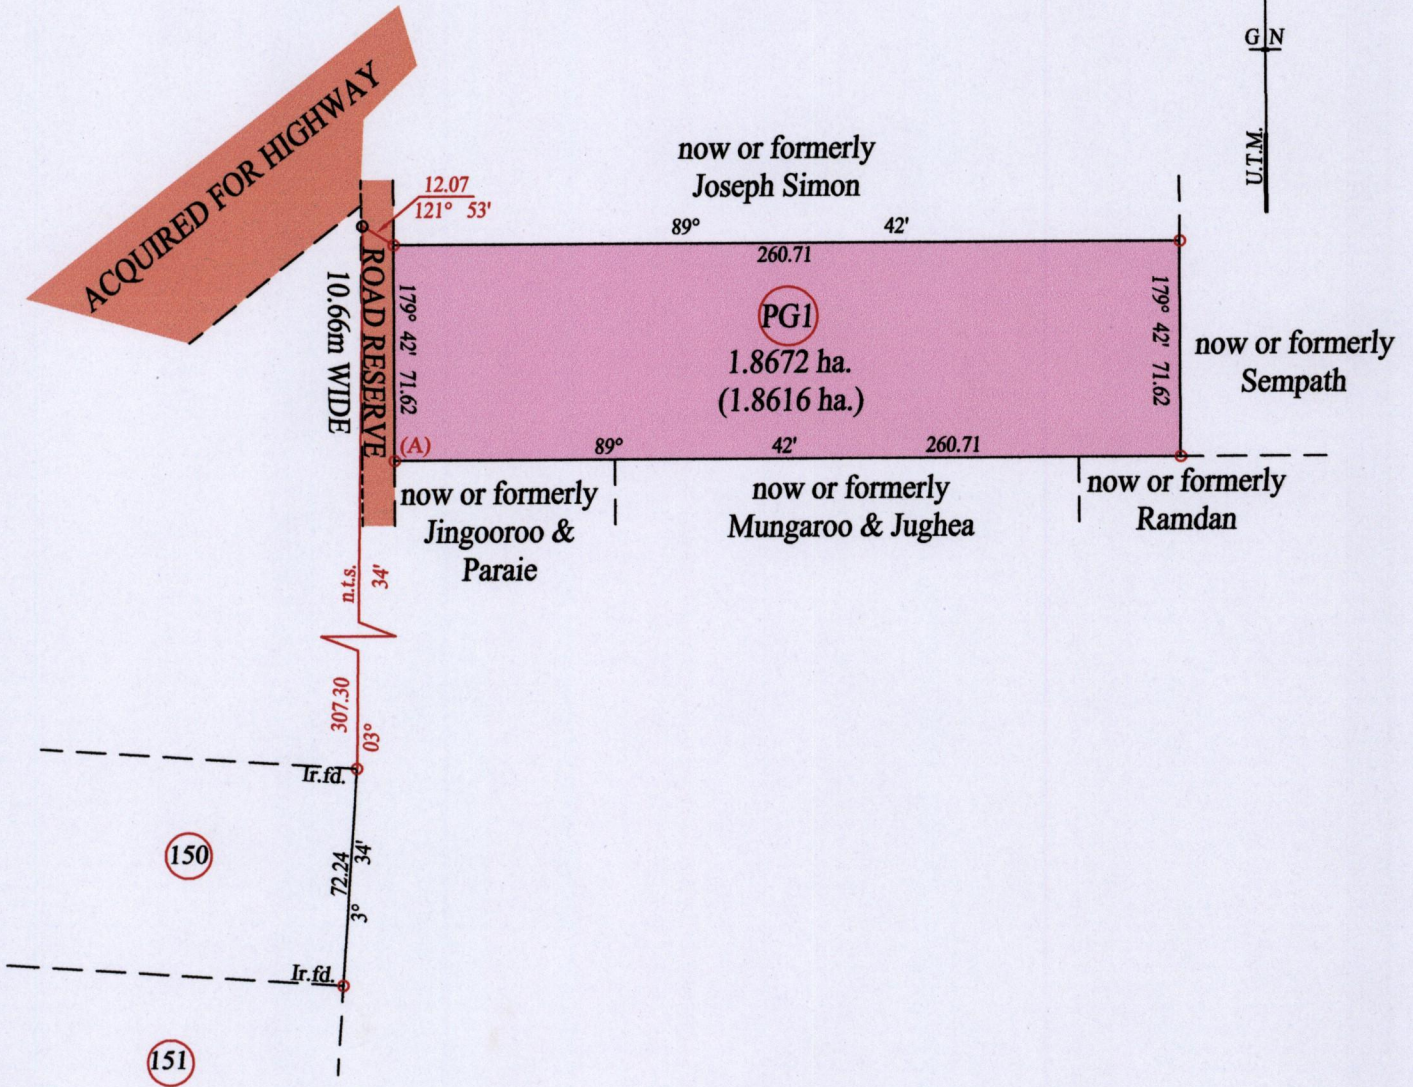 G N
U.T.M.
ACQUIRED FOR HIGHWAY
now or formerly
Joseph Simon
12.07
121° 53'
89° 42'
260.71
ROAD RESERVE
10.66m WIDE
179° 42' 71.62
PG1
1.8672 ha.
(1.8616 ha.)
179° 42' 71.62
now or formerly
Sempath
(A)
89° 42' 260.71
now or formerly
Jingooroo &
Paraie
now or formerly
Mungaroo & Jughea
now or formerly
Ramdan
n.t.s.
34'
307.30
03°
Ir.fd.
150
72.24
3° 34'
Ir.fd.
151